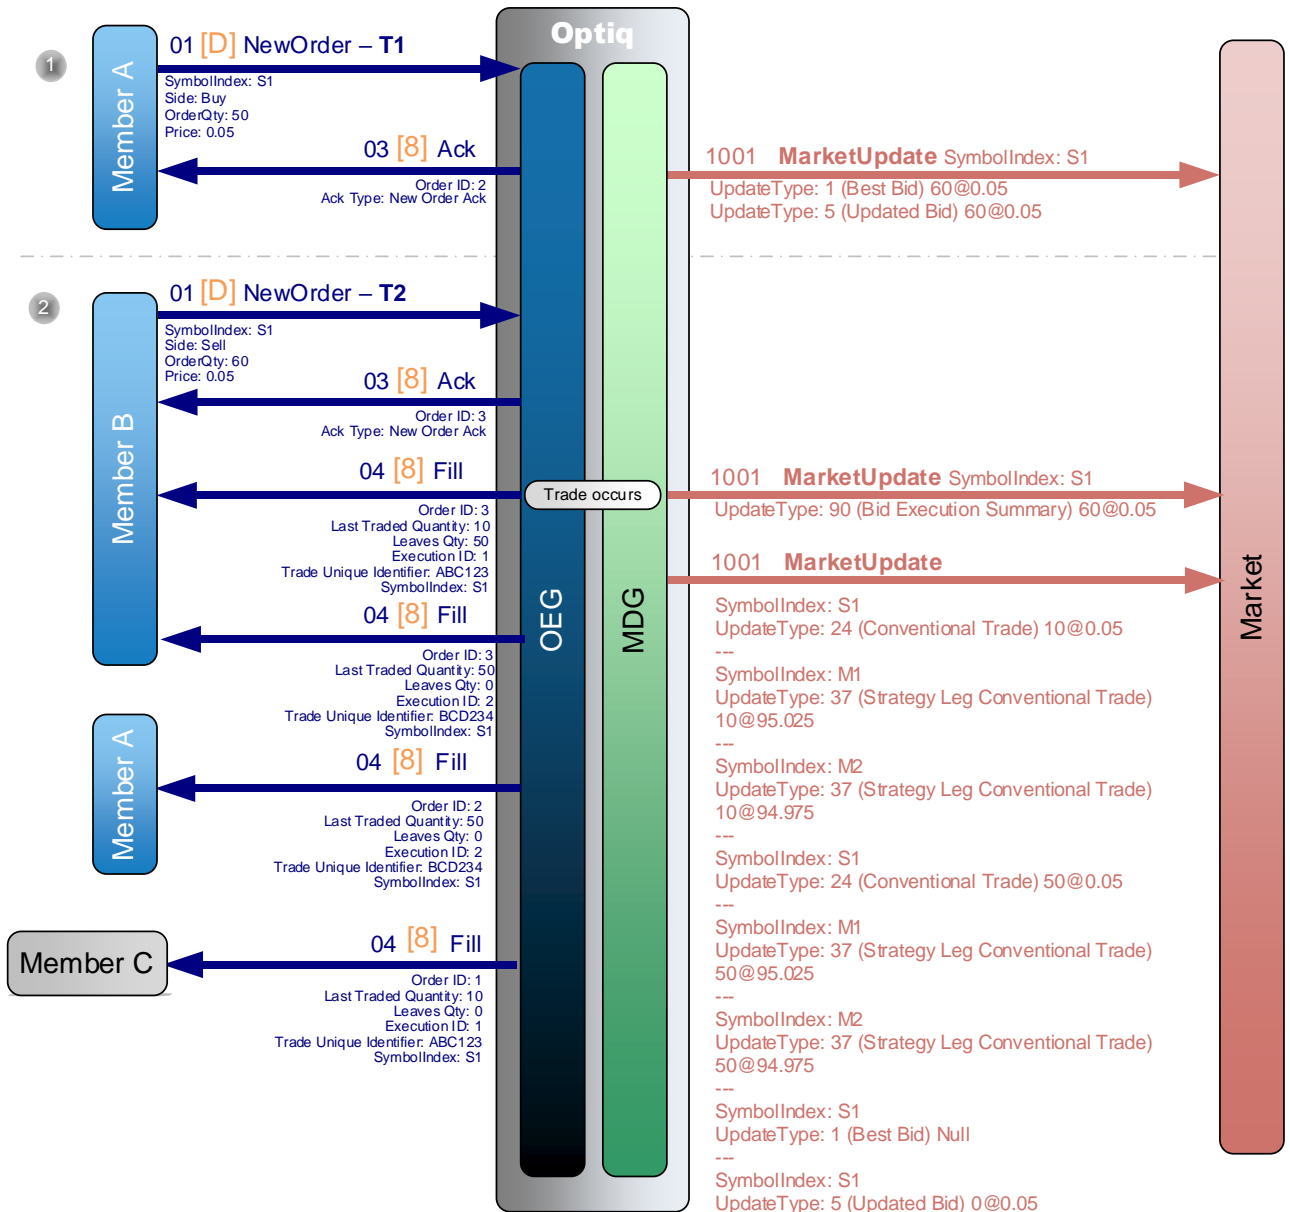 Optiq
1
Member A
01 [D] NewOrder – T1
SymbolIndex: S1
Side: Buy
OrderQty: 50
Price: 0.05
03 [8] Ack
Order ID: 2
Ack Type: New Order Ack
1001 MarketUpdate SymbolIndex: S1
UpdateType: 1 (Best Bid) 60@0.05
UpdateType: 5 (Updated Bid) 60@0.05
2
Member B
01 [D] NewOrder – T2
SymbolIndex: S1
Side: Sell
OrderQty: 60
Price: 0.05
03 [8] Ack
Order ID: 3
Ack Type: New Order Ack
04 [8] Fill
Order ID: 3
Last Traded Quantity: 10
Leaves Qty: 50
Execution ID: 1
Trade Unique Identifier: ABC123
SymbolIndex: S1
04 [8] Fill
Order ID: 3
Last Traded Quantity: 50
Leaves Qty: 0
Execution ID: 2
Trade Unique Identifier: BCD234
SymbolIndex: S1
Member A
04 [8] Fill
Order ID: 2
Last Traded Quantity: 50
Leaves Qty: 0
Execution ID: 2
Trade Unique Identifier: BCD234
SymbolIndex: S1
Member C
04 [8] Fill
Order ID: 1
Last Traded Quantity: 10
Leaves Qty: 0
Execution ID: 1
Trade Unique Identifier: ABC123
SymbolIndex: S1
Trade occurs
OEG
MDG
1001 MarketUpdate SymbolIndex: S1
UpdateType: 90 (Bid Execution Summary) 60@0.05
1001 MarketUpdate
SymbolIndex: S1
UpdateType: 24 (Conventional Trade) 10@0.05
---
SymbolIndex: M1
UpdateType: 37 (Strategy Leg Conventional Trade)
10@95.025
---
SymbolIndex: M2
UpdateType: 37 (Strategy Leg Conventional Trade)
10@94.975
---
SymbolIndex: S1
UpdateType: 24 (Conventional Trade) 50@0.05
---
SymbolIndex: M1
UpdateType: 37 (Strategy Leg Conventional Trade)
50@95.025
---
SymbolIndex: M2
UpdateType: 37 (Strategy Leg Conventional Trade)
50@94.975
---
SymbolIndex: S1
UpdateType: 1 (Best Bid) Null
---
SymbolIndex: S1
UpdateType: 5 (Updated Bid) 0@0.05
Market